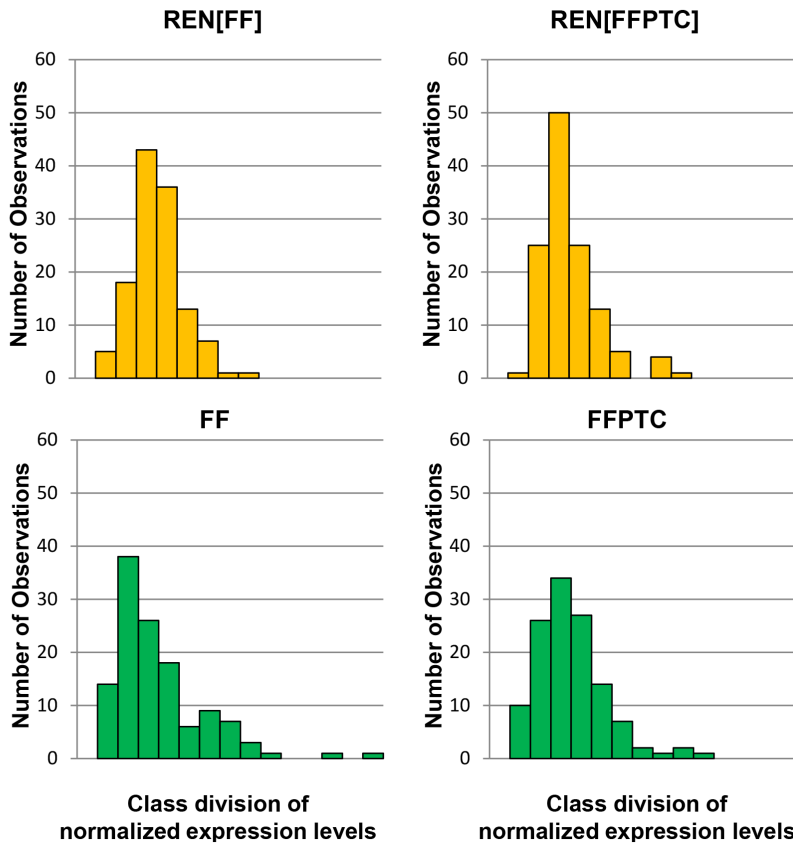 REN[FF]
REN[FFPTC]
Number of Observations
60
50
40
30
20
10
0
Number of Observations
60
50
40
30
20
10
0
FF
FFPTC
Number of Observations
60
50
40
30
20
10
0
Number of Observations
60
50
40
30
20
10
0
Class division of
normalized expression levels
Class division of
normalized expression levels